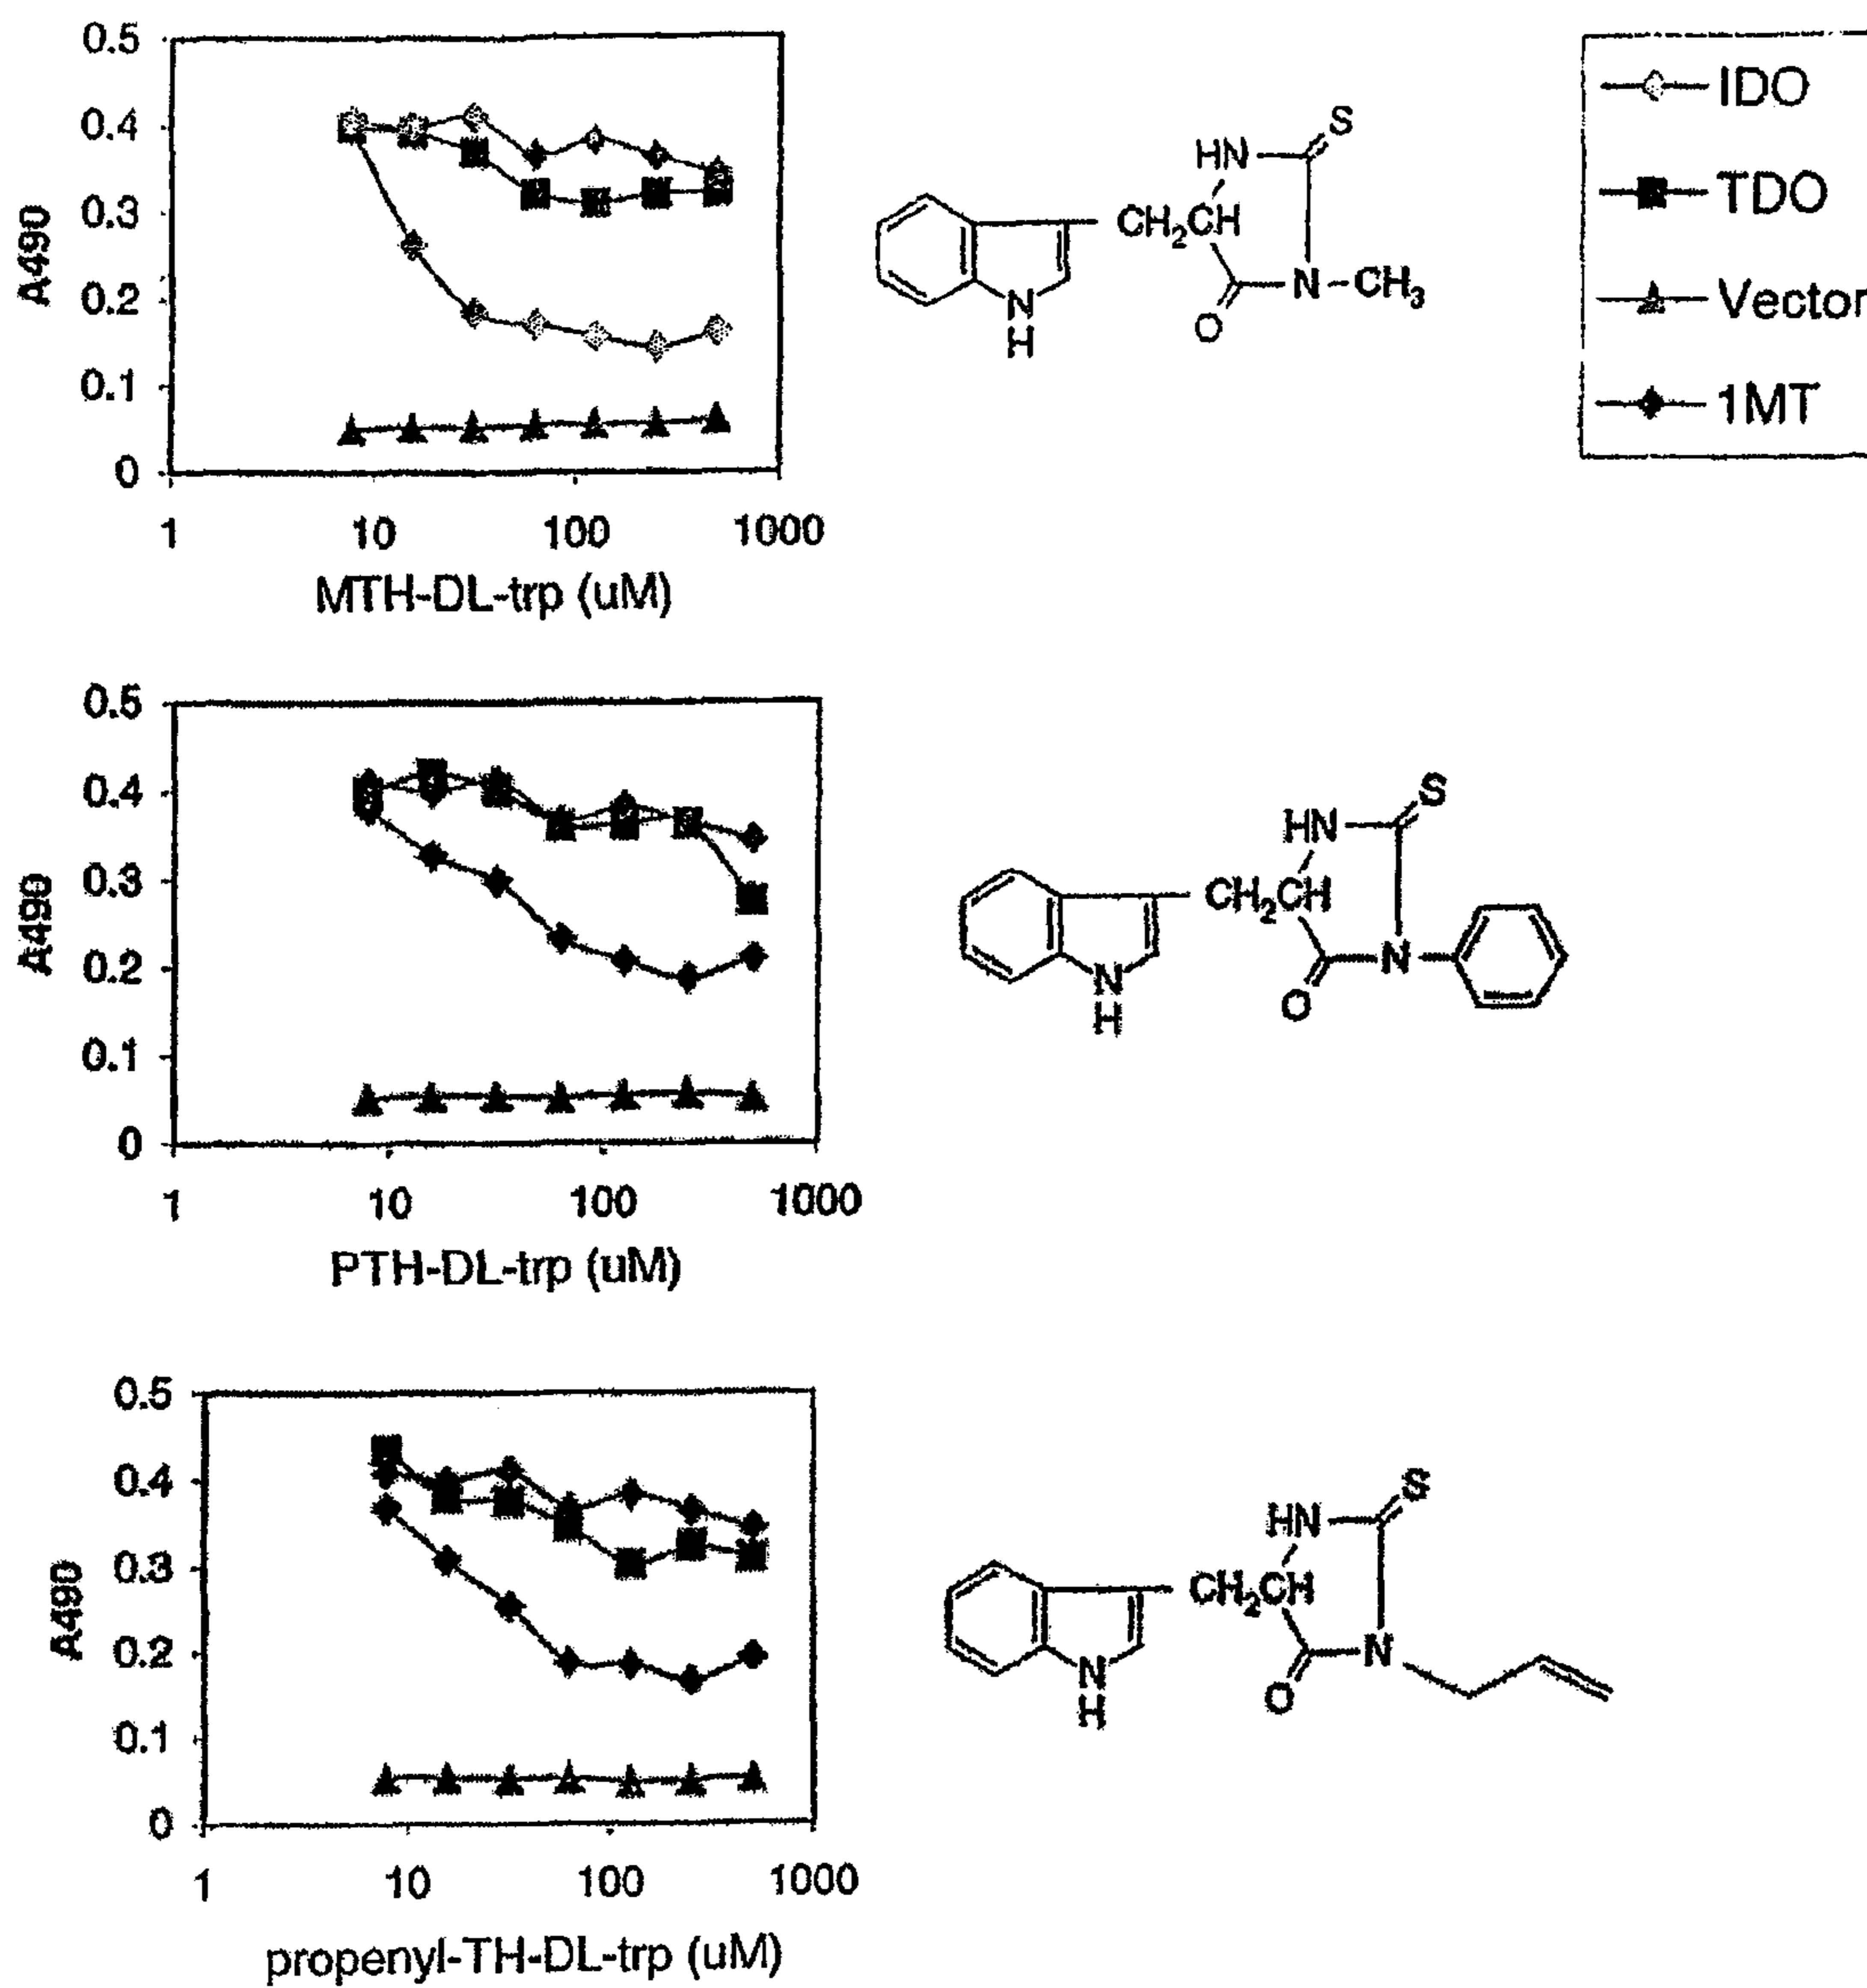 0.5
0.4
0.3
0.2
0.1
0
A490
1 10 100 1000
MTH-DL-trp (uM)
S
HN
CH₂CH
N-CH₃
O
N
H
IDO
TDO
Vector
1MT
0.5
0.4
0.3
0.2
0.1
0
A490
1 10 100 1000
PTH-DL-trp (uM)
S
HN
CH₂CH
N
O
N
H
0.5
0.4
0.3
0.2
0.1
0
A490
1 10 100 1000
propenyl-TH-DL-trp (uM)
S
HN
CH₂CH
N
O
N
H